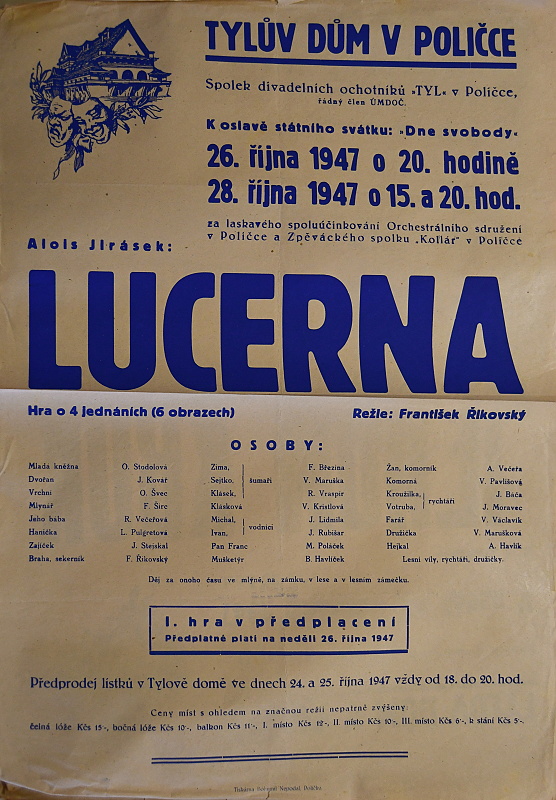 TYLŮV DŮM V POLIČCE
Spolek divadelních ochotníků »TYL« v Poličce,
řádný člen ÚMDOČ.
K oslavě státního svátku: »Dne svobody«
26. října 1947 o 20. hodině
28. října 1947 o 15. a 20. hod.
za laskavého spoluúčinkování Orchestrálního sdružení
v Poličce a Zpěváckého spolku „Kollár" v Poličce
Alois Jirásek:
LUCERNA
Hra o 4 jednáních (6 obrazech)
Režie: František Říkovský
OSOBY:
Mladá kněžna O. Stodolová
Dvořan J. Kovář
Vrchní O. Švec
Mlynář F. Širc
Jeho bába R. Večeřová
Hanička L. Pulgretová
Zajíček J. Stejskal
Braha, sekerník F. Říkovský
Zima, F. Březina
Sejtko, šumaři V. Maruška
Klásek, R. Vraspír
Klásková V. Kristlová
Michal, J. Lidmila
Ivan, vodníci J. Rubišar
Pan Franc M. Poláček
Mušketýr B. Havlíček
Žan, komorník A. Večeřa
Komorná V. Pavlišová
Kroužilka, J. Báča
Votruba, rychtáři J. Moravec
Farář V. Václavík
Družička V. Marušková
Hejkal A. Havlík
Lesní víly, rychtáři, družičky.
Děj za onoho času ve mlýně, na zámku, v lese a v lesním zámečku.
I. hra v předplacení
Předplatné platí na neděli 26. října 1947
Předprodej lístků v Tylově domě ve dnech 24. a 25. října 1947 vždy od 18. do 20. hod.
Ceny míst s ohledem na značnou režii nepatrně zvýšeny:
čelná lóže Kčs 15·-, bočná lóže Kčs 10·-, balkon Kčs 11·-, I. místo Kčs 12·-, II. místo Kčs 10·-, III. místo Kčs 6·-, k stání Kčs 5·-.
Tiskárna Bohumil Nepodal Polička